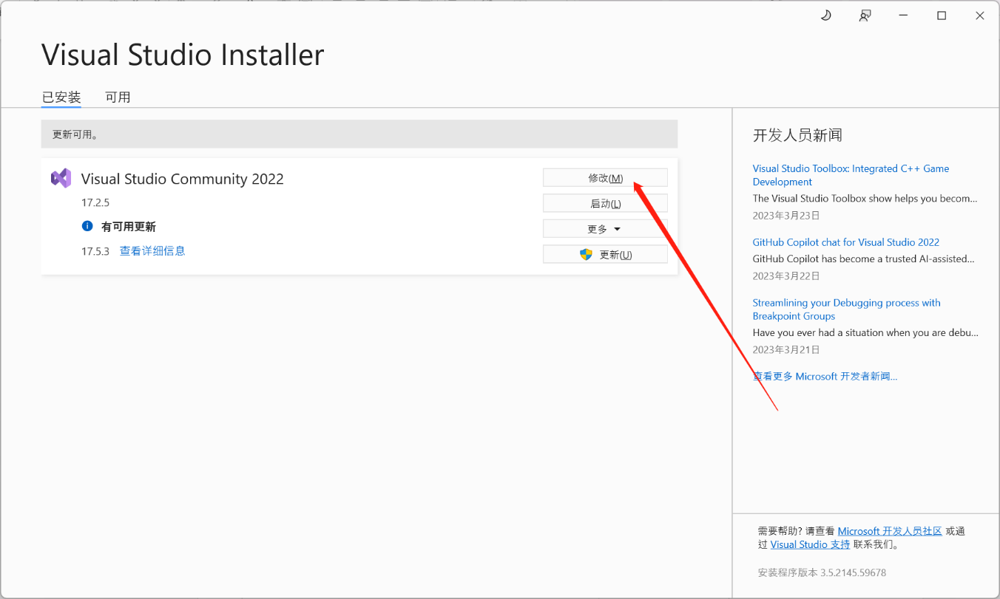 Visual Studio Installer
已安装
可用
更新可用。
Visual Studio Community 2022
17.2.5
有可用更新
17.5.3 查看详细信息
修改(M)
启动(L)
更多
更新(U)
开发人员新闻
Visual Studio Toolbox: Integrated C++ Game
Development
The Visual Studio Toolbox show helps you becom...
2023年3月23日
GitHub Copilot chat for Visual Studio 2022
GitHub Copilot has become a trusted AI-assisted...
2023年3月22日
Streamlining your Debugging process with
Breakpoint Groups
Have you ever had a situation when you are debu...
2023年3月21日
查看更多 Microsoft 开发者新闻...
需要帮助? 请查看 Microsoft 开发人员社区 或通
过 Visual Studio 支持 联系我们。
安装程序版本 3.5.2145.59678